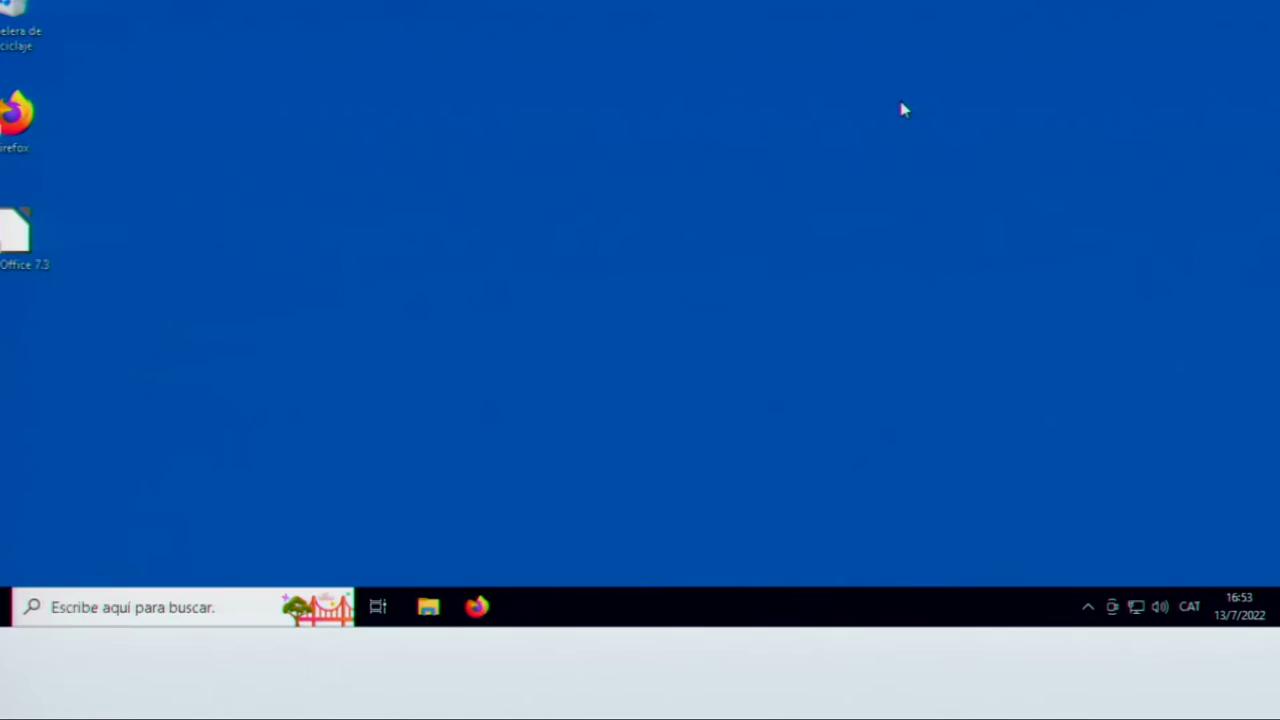 elera de
ciclaje
irefox
Office 7.3
Escribe aquí para buscar.
CAT
16:53
13/7/2022